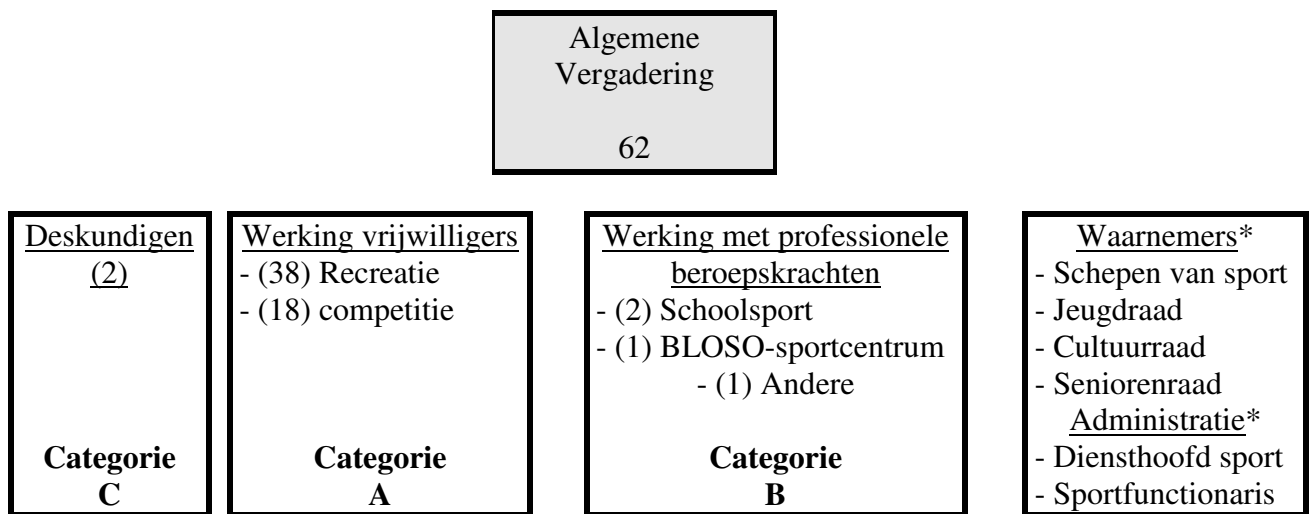 Algemene
Vergadering
62
Deskundigen
(2)
Categorie
C
Werking vrijwilligers
- (38) Recreatie
- (18) competitie
Categorie
A
Werking met professionele
beroepskrachten
- (2) Schoolsport
- (1) BLOSO-sportcentrum
- (1) Andere
Categorie
B
Waarnemers*
- Schepen van sport
- Jeugdraad
- Cultuurraad
- Seniorenraad
Administratie*
- Diensthoofd sport
- Sportfunctionaris